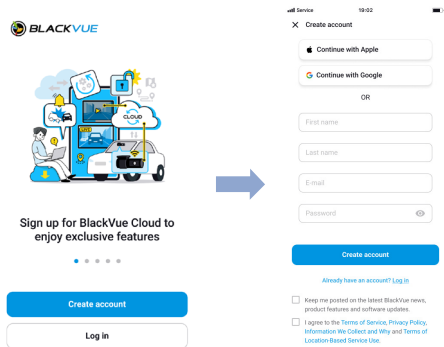 BLACKVUE
CLOUD
LIVE
Sign up for BlackVue Cloud to
enjoy exclusive features
Create account
Log in
Service
19:02
Create account
Continue with Apple
Continue with Google
OR
First name
Last name
E-mail
Password
Create account
Already have an account? Log in
Keep me posted on the latest BlackVue news,
product features and software updates.
I agree to the Terms of Service, Privacy Policy,
Information We Collect and Why and Terms of
Location-Based Service Use.